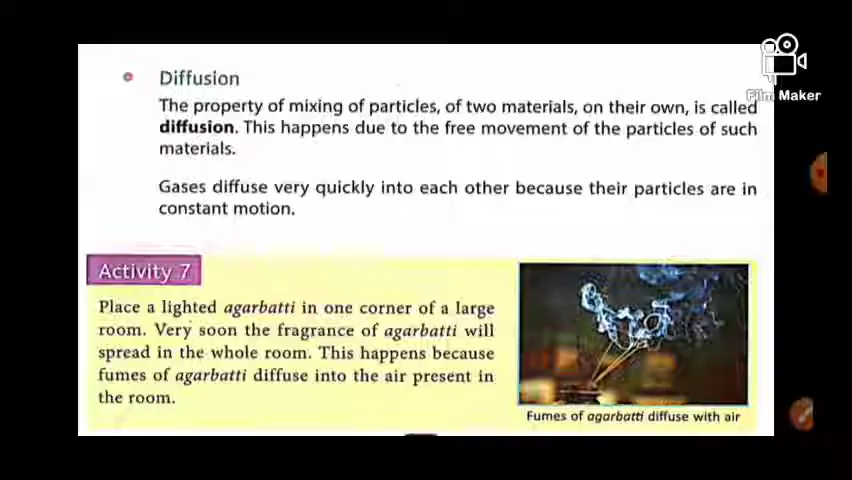 Diffusion
The property of mixing of particles, of two materials, on their own, is called
diffusion. This happens due to the free movement of the particles of such
materials.
Gases diffuse very quickly into each other because their particles are in
constant motion.
Activity 7
Place a lighted agarbatti in one corner of a large
room. Very soon the fragrance of agarbatti will
spread in the whole room. This happens because
fumes of agarbatti diffuse into the air present in
the room.
Fumes of agarbatti diffuse with air
Film Maker